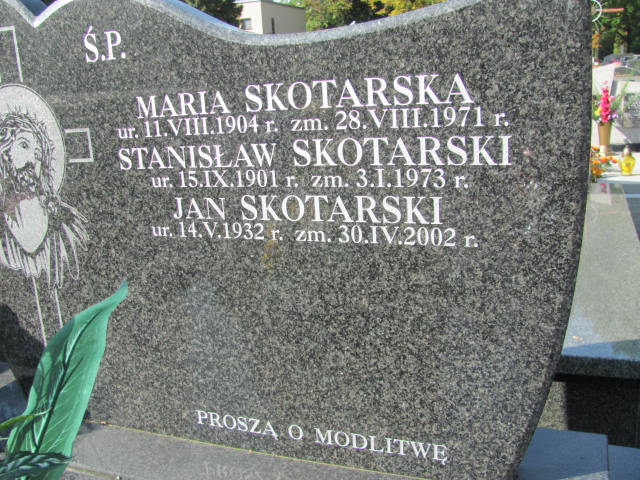 Ś.P.
MARIA SKOTARSKA
ur. 11.VIII.1904 r. zm. 28.VIII.1971 r.
STANISŁAW SKOTARSKI
ur. 15.IX.1901 r. zm. 3.I.1973 r.
JAN SKOTARSKI
ur. 14.V.1932 r. zm. 30.IV.2002 r.
PROSZĄ O MODLITWĘ